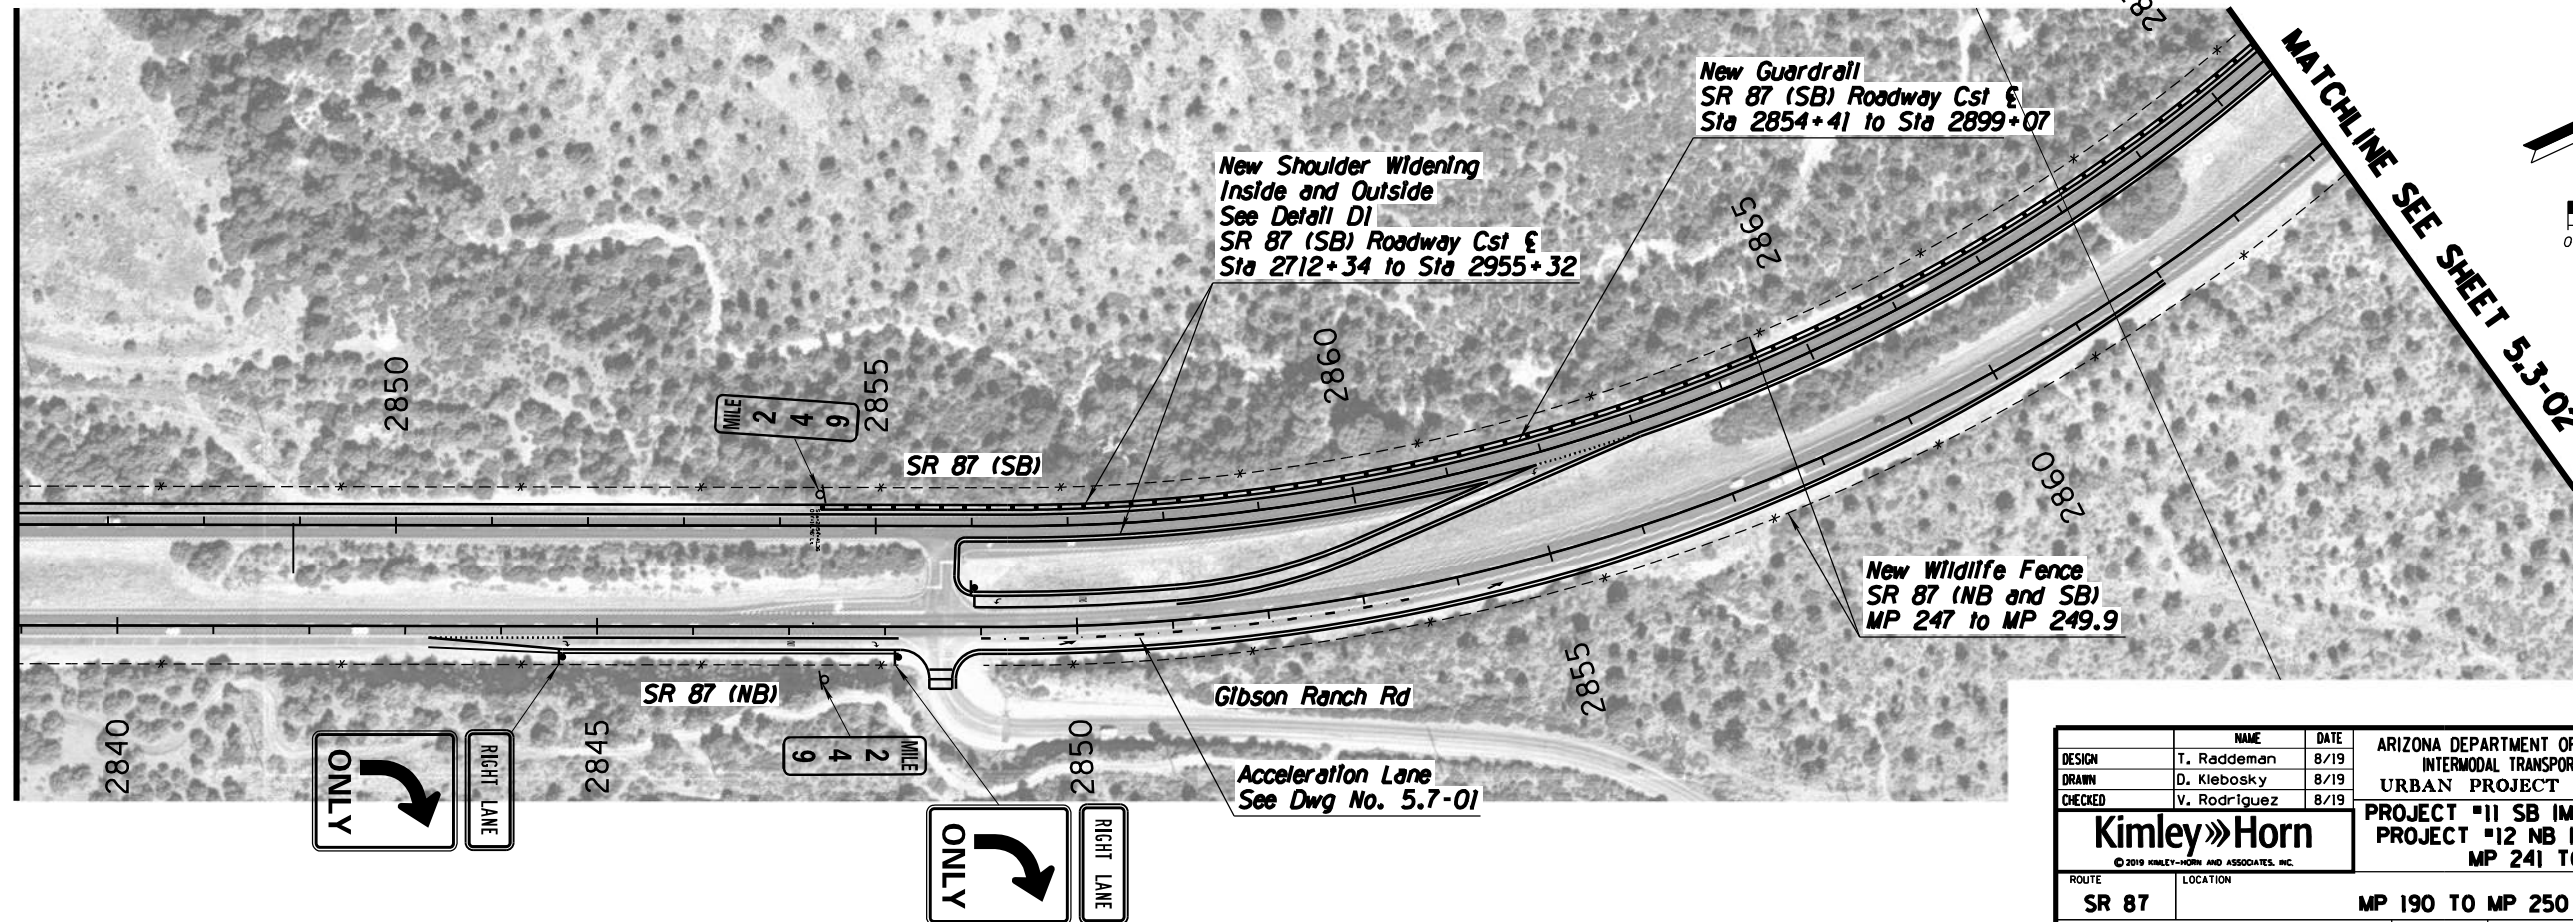 New Guardrail
SR 87 (SB) Roadway Cst ℄
Sta 2854+41 to Sta 2899+07
New Shoulder Widening
Inside and Outside
See Detail D1
SR 87 (SB) Roadway Cst ℄
Sta 2712+34 to Sta 2955+32
MATCHLINE SEE SHEET 5.3-02
0
2850
2855
2860
2865
MILE
2
4
9
SR 87 (SB)
New Wildlife Fence
SR 87 (NB and SB)
MP 247 to MP 249.9
2840
2845
2850
2855
2860
SR 87 (NB)
Gibson Ranch Rd
MILE
2
4
9
Acceleration Lane
See Dwg No. 5.7-01
RIGHT LANE
ONLY
RIGHT LANE
ONLY
NAME DATE
DESIGN T. Raddeman 8/19
DRAWN D. Klebosky 8/19
CHECKED V. Rodriguez 8/19
Kimley»Horn
© 2019 KIMLEY-HORN AND ASSOCIATES, INC.
ARIZONA DEPARTMENT OF
INTERMODAL TRANSPOR
URBAN PROJECT
PROJECT #11 SB IM
PROJECT #12 NB
MP 241 TO
ROUTE
SR 87
LOCATION
MP 190 TO MP 250